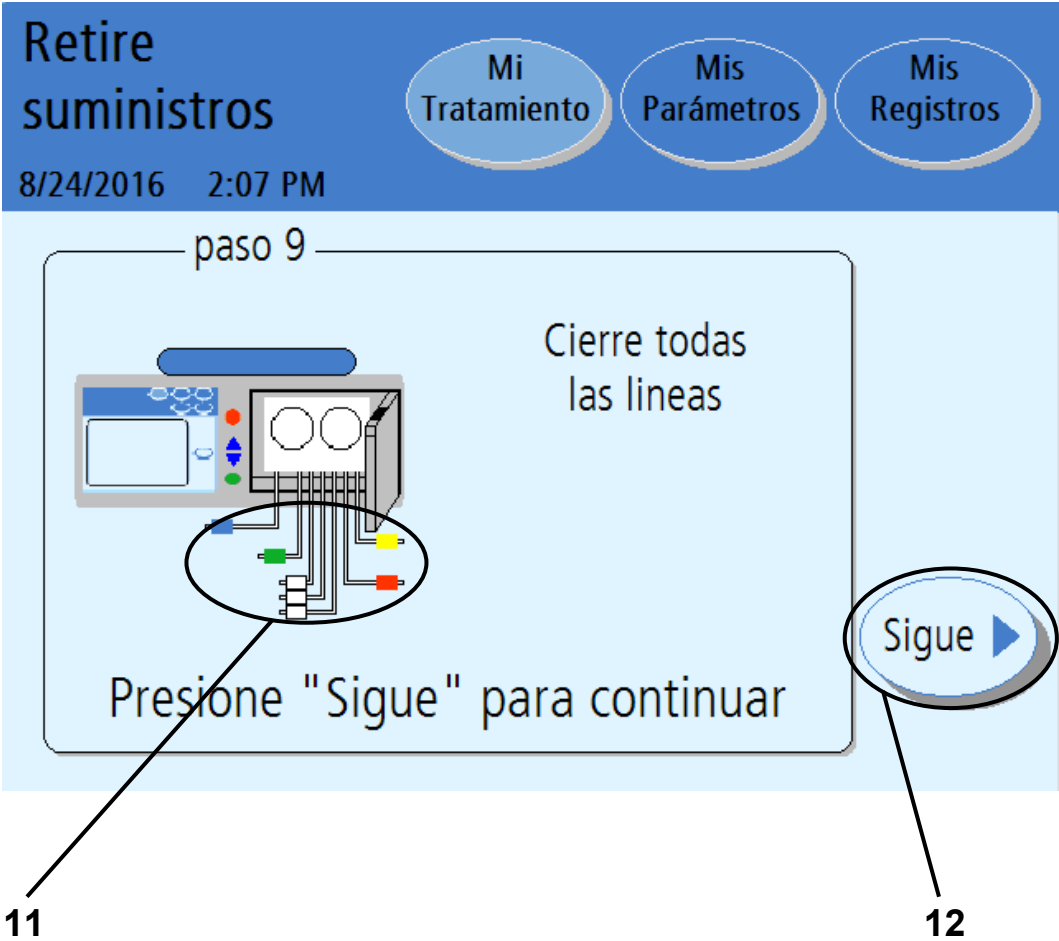 Retire
suministros
8/24/2016 2:07 PM
Mi
Tratamiento
Mis
Parámetros
Mis
Registros
paso 9
Cierre todas
las lineas
Presione "Sigue" para continuar
Sigue
11
12